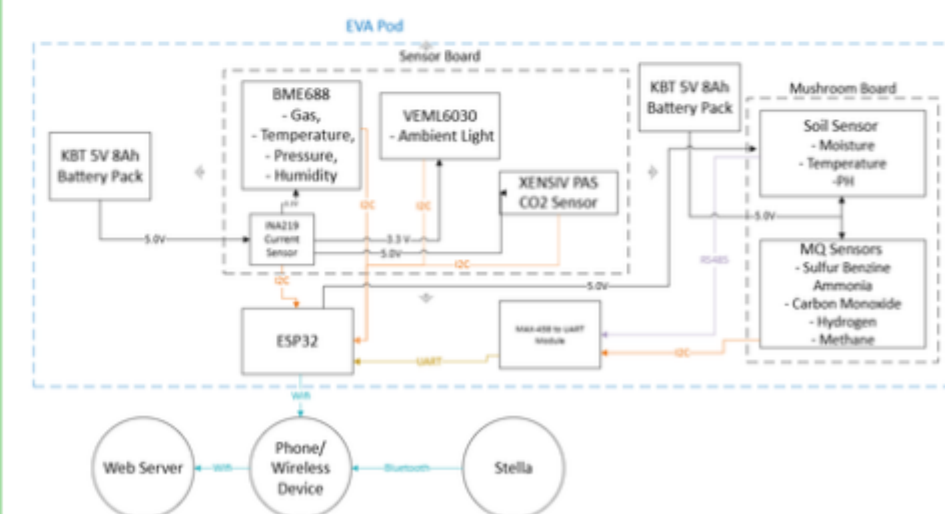 EVA Pod
Sensor Board
BME688
- Gas,
- Temperature,
- Pressure,
- Humidity
VEML6030
- Ambient Light
KBT 5V 8Ah
Battery Pack
Mushroom Board
Soil Sensor
- Moisture
- Temperature
-PH
KBT 5V 8Ah
Battery Pack
XENSIV PAS
CO2 Sensor
I2C
I2C
INA219
Current
Sensor
5.0V
3.3 V
5.0V
I2C
I2C
5.0V
RS485
MQ Sensors
- Sulfur Benzine
Ammonia
- Carbon Monoxide
- Hydrogen
- Methane
5.0V
ESP32
UART
Module
I2C
UART
Wifi
Web Server
Wifi
Phone/
Wireless
Device
Bluetooth
Stella